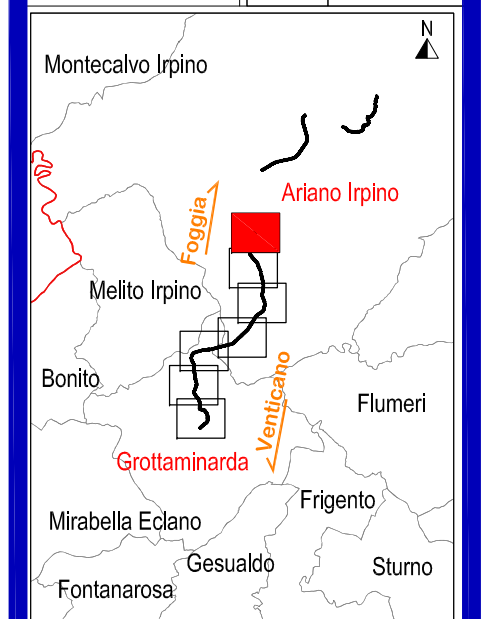 N
Montecalvo Irpino
Ariano Irpino
Foggia
Melito Irpino
Bonito
Venticano
Flumeri
Grottaminarda
Frigento
Mirabella Eclano
Gesualdo
Sturno
Fontanarosa